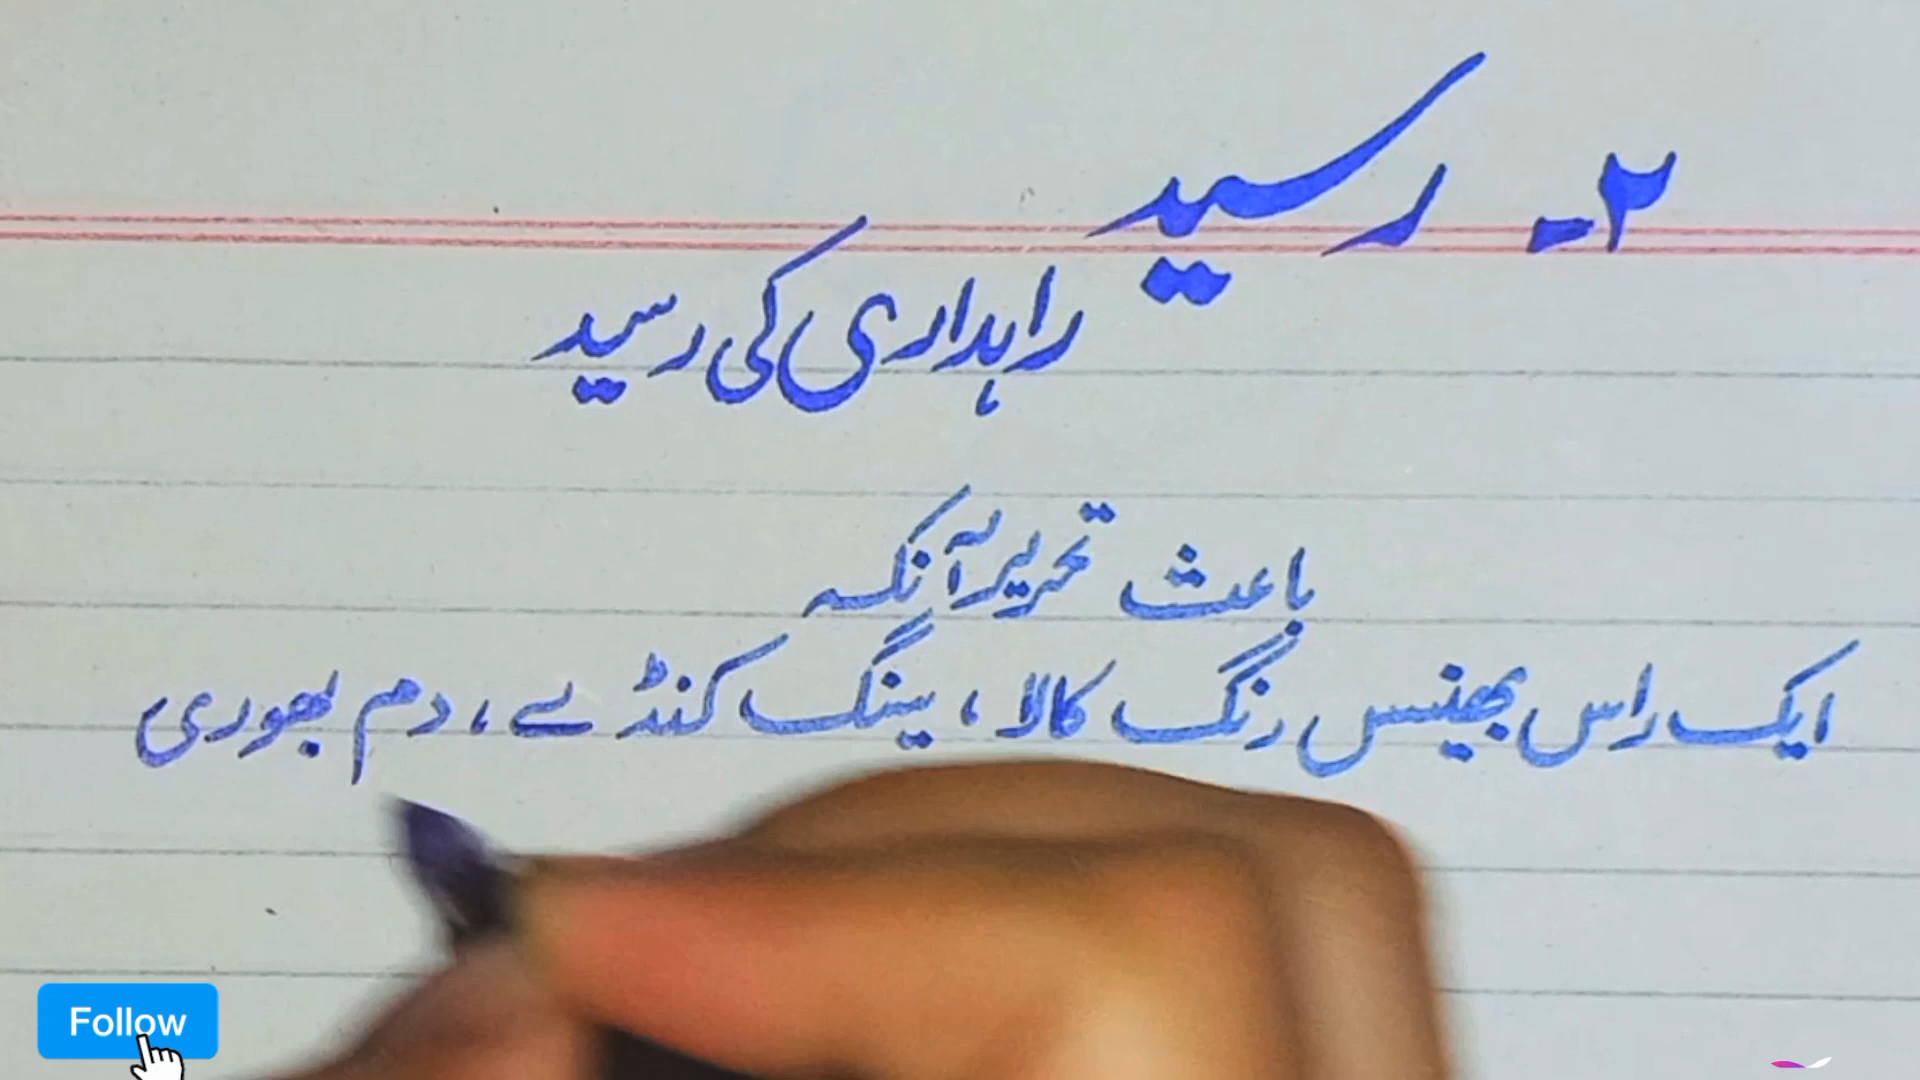 ۲۔ رسید
راہداری کی رسید
باعث تحریر آنکہ
ایک راس بھینس رنگ کالا، سینگ کنڈے، دم بھوری
Follow